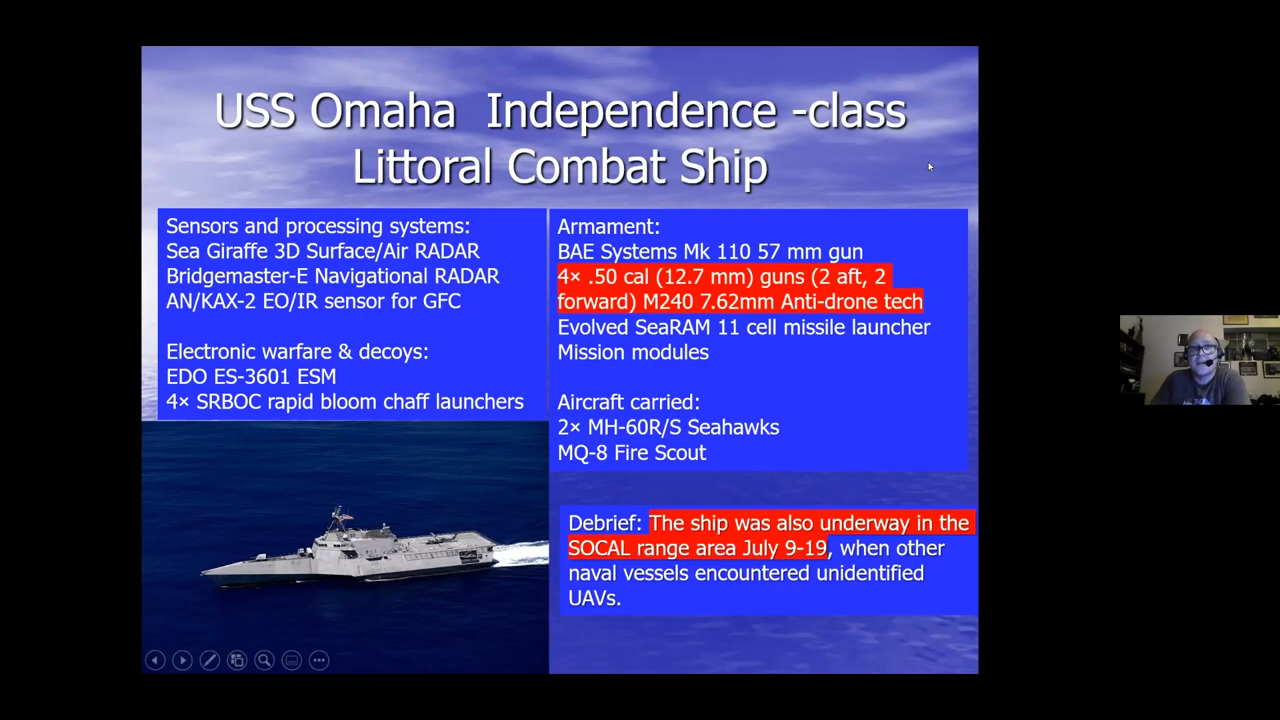 USS Omaha Independence -class
Littoral Combat Ship
Sensors and processing systems:
Sea Giraffe 3D Surface/Air RADAR
Bridgemaster-E Navigational RADAR
AN/KAX-2 EO/IR sensor for GFC
Electronic warfare & decoys:
EDO ES-3601 ESM
4× SRBOC rapid bloom chaff launchers
Armament:
BAE Systems Mk 110 57 mm gun
4× .50 cal (12.7 mm) guns (2 aft, 2
forward) M240 7.62mm Anti-drone tech
Evolved SeaRAM 11 cell missile launcher
Mission modules
Aircraft carried:
2× MH-60R/S Seahawks
MQ-8 Fire Scout
Debrief: The ship was also underway in the
SOCAL range area July 9-19, when other
naval vessels encountered unidentified
UAVs.